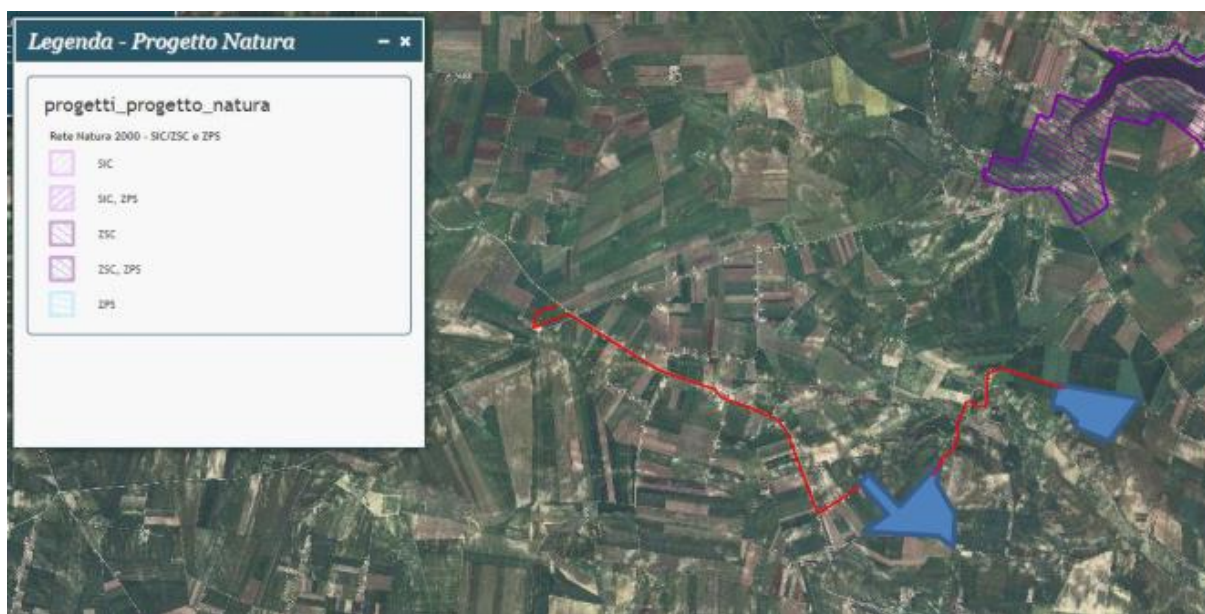 Legenda - Progetto Natura
progetti_progetto_natura
Rete Natura 2000 - SIC/ZSC e ZPS
SIC
SIC, ZPS
ZSC
ZSC, ZPS
ZPS